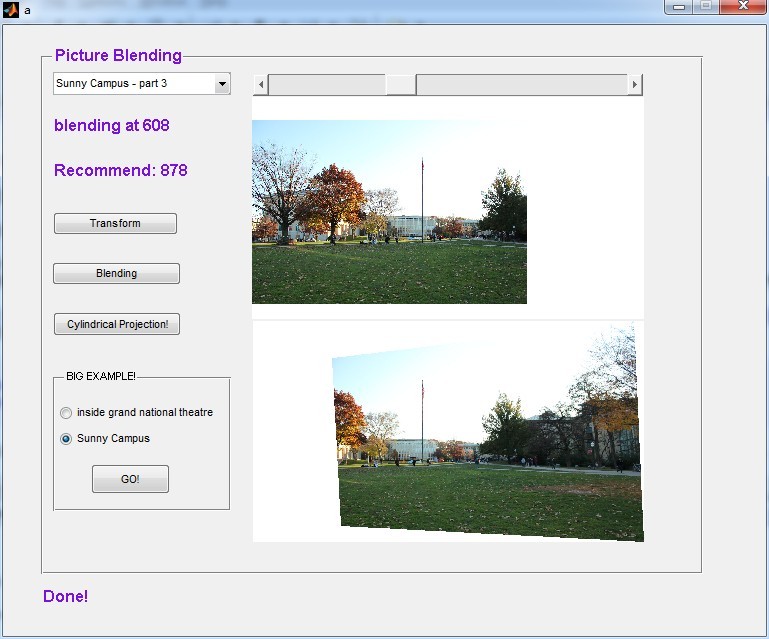 a
Picture Blending
Sunny Campus - part 3
blending at 608
Recommend: 878
Transform
Blending
Cylindrical Projection!
BIG EXAMPLE!
inside grand national theatre
Sunny Campus
GO!
Done!